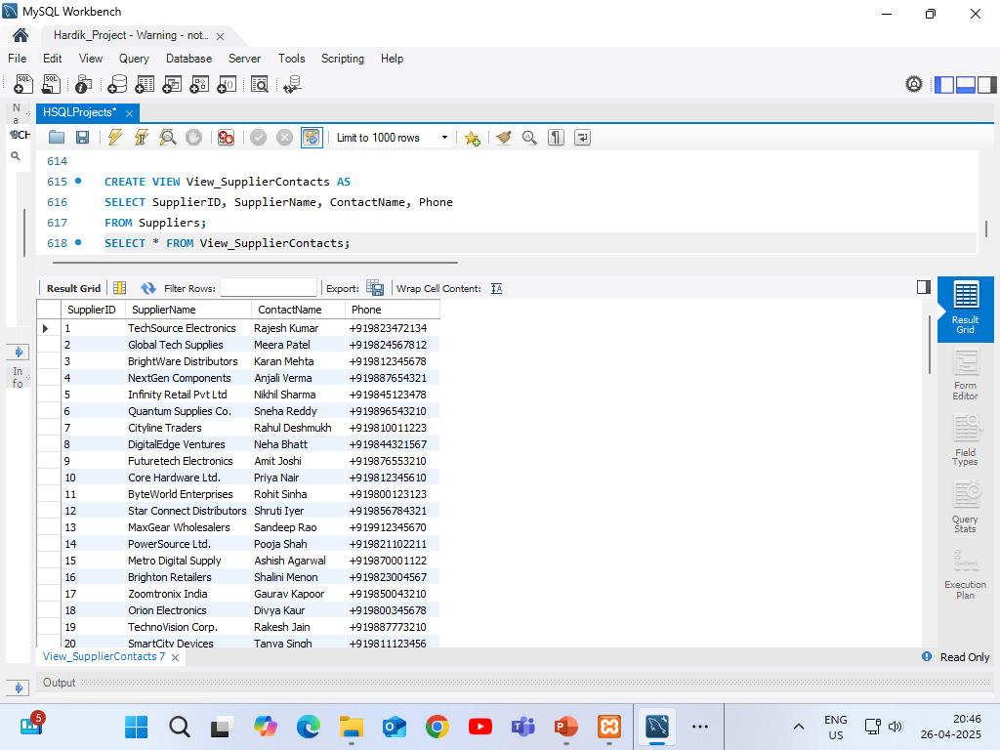 MySQL Workbench
Hardik_Project - Warning - not...
File Edit View Query Database Server Tools Scripting Help
Na
CH
HSQLProjects*
Limit to 1000 rows
614
615 CREATE VIEW View_SupplierContacts AS
616 SELECT SupplierID, SupplierName, ContactName, Phone
617 FROM Suppliers;
618 SELECT * FROM View_SupplierContacts;
Result Grid Filter Rows: Export: Wrap Cell Content:
SupplierID SupplierName ContactName Phone
1 TechSource Electronics Rajesh Kumar +919823472134
2 Global Tech Supplies Meera Patel +919824567812
3 BrightWare Distributors Karan Mehta +919812345678
4 NextGen Components Anjali Verma +919887654321
5 Infinity Retail Pvt Ltd Nikhil Sharma +919845123478
6 Quantum Supplies Co. Sneha Reddy +919896543210
7 Cityline Traders Rahul Deshmukh +919810011223
8 DigitalEdge Ventures Neha Bhatt +919844321567
9 Futuretech Electronics Amit Joshi +919876553210
10 Core Hardware Ltd. Priya Nair +919812345610
11 ByteWorld Enterprises Rohit Sinha +919800123123
12 Star Connect Distributors Shruti Iyer +919856784321
13 MaxGear Wholesalers Sandeep Rao +919912345670
14 PowerSource Ltd. Pooja Shah +919821102211
15 Metro Digital Supply Ashish Agarwal +919870001122
16 Brighton Retailers Shalini Menon +919823004567
17 Zoomtronix India Gaurav Kapoor +919850043210
18 Orion Electronics Divya Kaur +919800345678
19 TechnoVision Corp. Rakesh Jain +919887773210
20 SmartCity Devices Tanya Singh +919811123456
Info
Result
Grid
Form
Editor
Field
Types
Query
Stats
Execution
Plan
View_SupplierContacts 7
Read Only
Output
5
ENG
US
20:46
26-04-2025